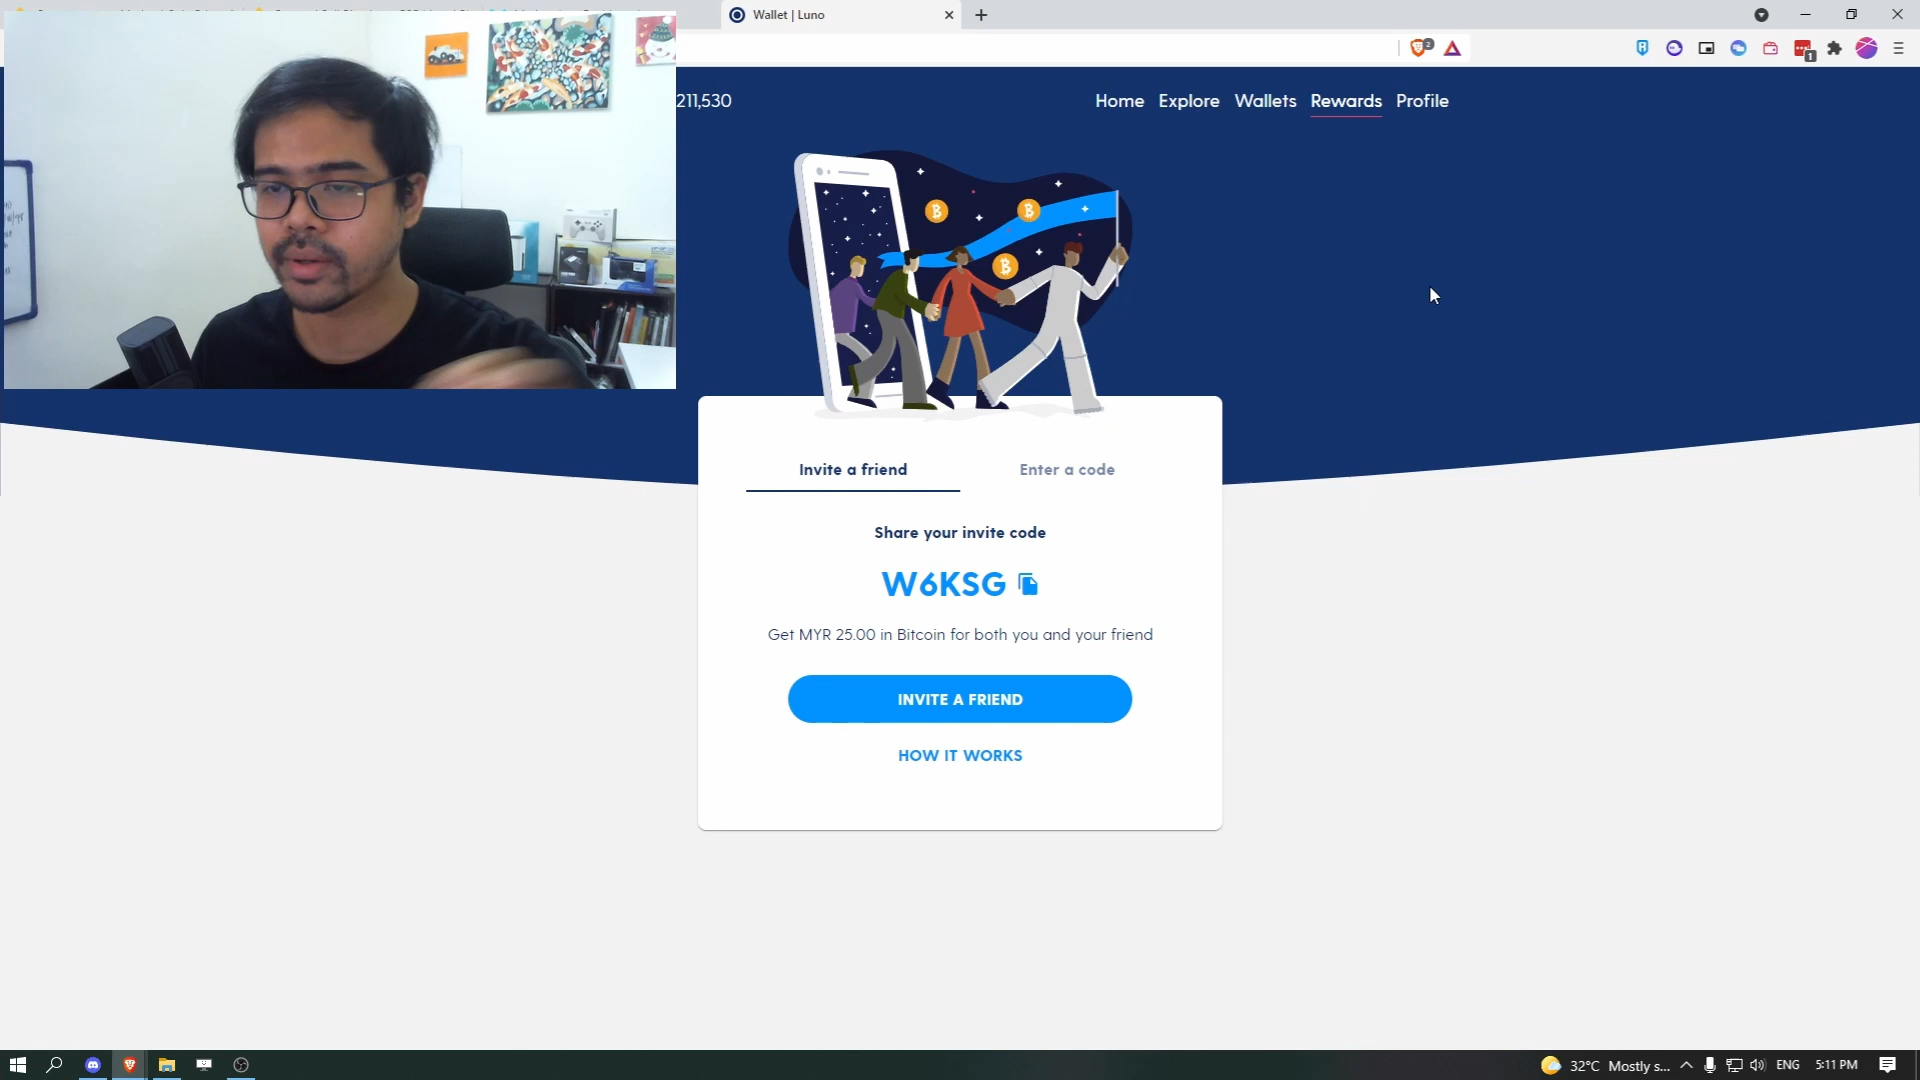 Wallet | Luno
2
1
211,530
Home Explore Wallets Rewards Profile
Invite a friend Enter a code
Share your invite code
W6KSG
Get MYR 25.00 in Bitcoin for both you and your friend
INVITE A FRIEND
HOW IT WORKS
32°C Mostly s... ENG 5:11 PM